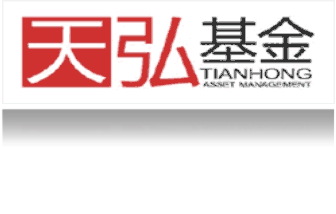 天弘基金
TIANHONG
ASSET MANAGEMENT